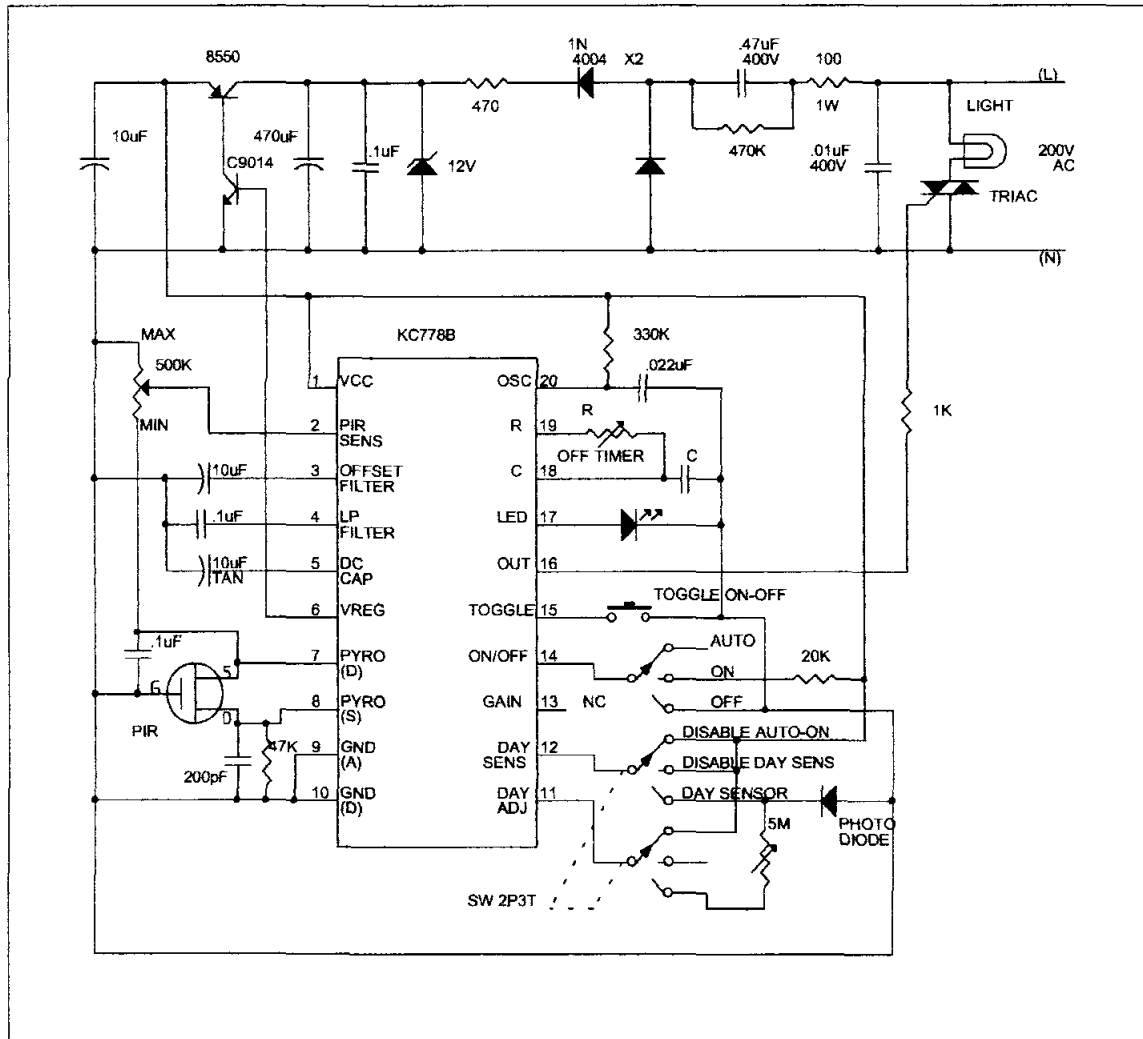 1N
8550
4004
X2
.47uF
400V
100
(L)
470
1W
LIGHT
10uF
470uF
.1uF
470K
.01uF
400V
200V
AC
C9014
12V
TRIAC
(N)
MAX
KC778B
330K
500K
.022uF
1
VCC
OSC
20
MIN
R
1K
2
PIR
SENS
R
19
OFF TIMER
C
10uF
3
OFFSET
FILTER
C
18
.1uF
4
LP
FILTER
LED
17
10uF
TAN
5
DC
CAP
OUT
16
TOGGLE ON-OFF
6
VREG
TOGGLE
15
AUTO
.1uF
7
PYRO
(D)
ON/OFF
14
20K
ON
S
G
D
PIR
8
PYRO
(S)
GAIN
13
NC
OFF
DISABLE AUTO-ON
47K
9
GND
(A)
DAY
SENS
12
DISABLE DAY SENS
200pF
10
GND
(D)
DAY
ADJ
11
DAY SENSOR
5M
PHOTO
DIODE
SW 2P3T